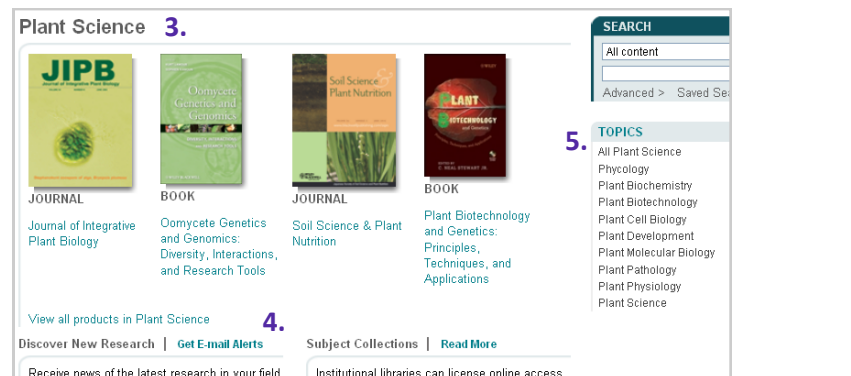 Plant Science 3.
JIPB
Journal of Integrative Plant Biology
Oomycete
Genetics and
Genomics
Soil Science &
Plant Nutrition
PLANT
BIOTECHNOLOGY
and Genetics
C. NEAL STEWART JR.
JOURNAL
Journal of Integrative
Plant Biology
BOOK
Oomycete Genetics
and Genomics:
Diversity, Interactions,
and Research Tools
JOURNAL
Soil Science & Plant
Nutrition
BOOK
Plant Biotechnology
and Genetics:
Principles,
Techniques, and
Applications
View all products in Plant Science
4.
Discover New Research | Get E-mail Alerts
Receive news of the latest research in your field
Subject Collections | Read More
Institutional libraries can license online access
SEARCH
All content
Advanced > Saved Sea
5.
TOPICS
All Plant Science
Phycology
Plant Biochemistry
Plant Biotechnology
Plant Cell Biology
Plant Development
Plant Molecular Biology
Plant Pathology
Plant Physiology
Plant Science